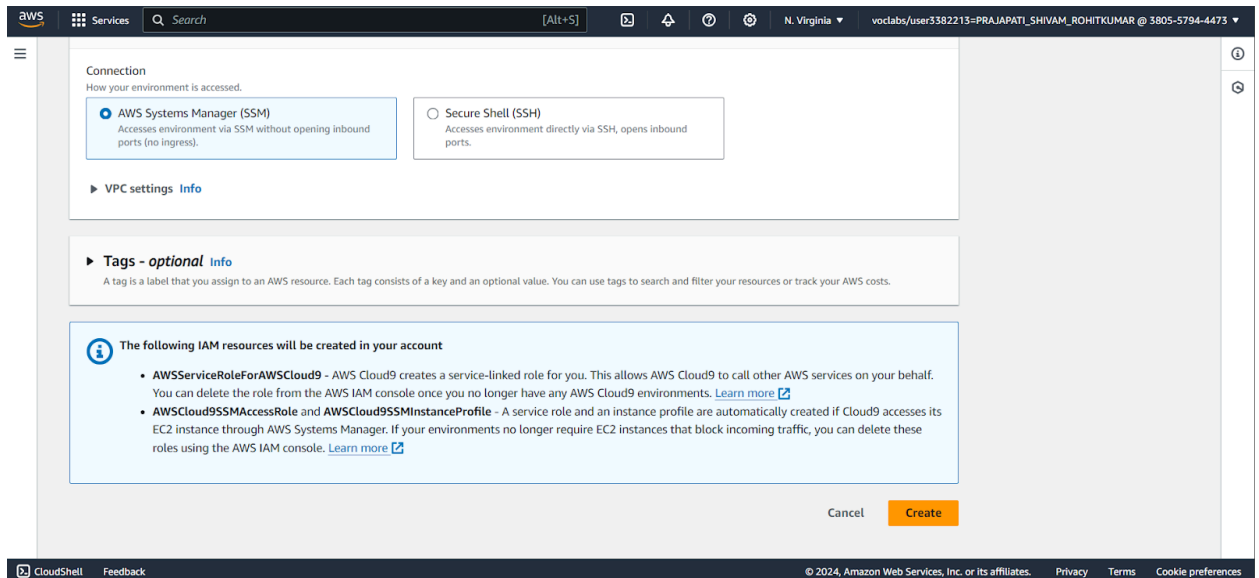 aws Services Search [Alt+S] N. Virginia voclabs/user3382213=PRAJAPATI_SHIVAM_ROHITKUMAR @ 3805-5794-4473
Connection
How your environment is accessed.
AWS Systems Manager (SSM)
Accesses environment via SSM without opening inbound
ports (no ingress).
Secure Shell (SSH)
Accesses environment directly via SSH, opens inbound
ports.
VPC settings Info
Tags - optional Info
A tag is a label that you assign to an AWS resource. Each tag consists of a key and an optional value. You can use tags to search and filter your resources or track your AWS costs.
The following IAM resources will be created in your account
• AWSServiceRoleForAWSCloud9 - AWS Cloud9 creates a service-linked role for you. This allows AWS Cloud9 to call other AWS services on your behalf.
You can delete the role from the AWS IAM console once you no longer have any AWS Cloud9 environments. Learn more
• AWSCloud9SSMAccessRole and AWSCloud9SSMInstanceProfile - A service role and an instance profile are automatically created if Cloud9 accesses its
EC2 instance through AWS Systems Manager. If your environments no longer require EC2 instances that block incoming traffic, you can delete these
roles using the AWS IAM console. Learn more
Cancel Create
CloudShell Feedback © 2024, Amazon Web Services, Inc. or its affiliates. Privacy Terms Cookie preferences